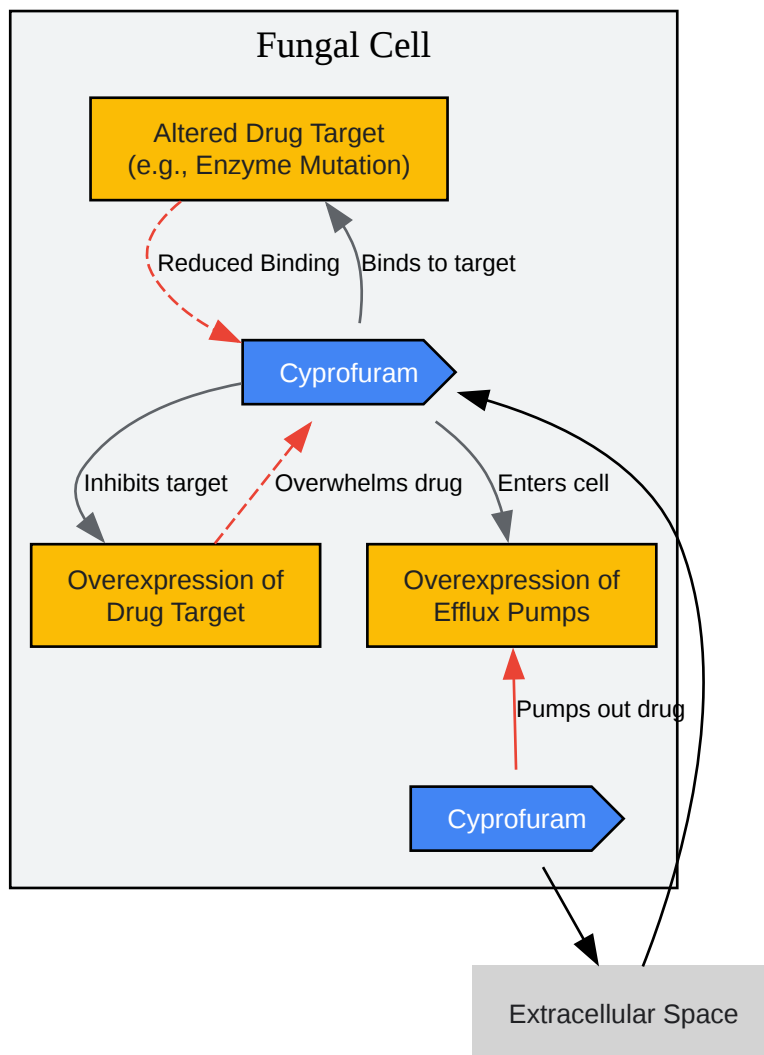 Fungal Cell
Altered Drug Target
(e.g., Enzyme Mutation)
Reduced Binding
Binds to target
Cyprofuram
Inhibits target
Overwhelms drug
Enters cell
Overexpression of
Drug Target
Overexpression of
Efflux Pumps
Pumps out drug
Cyprofuram
Extracellular Space